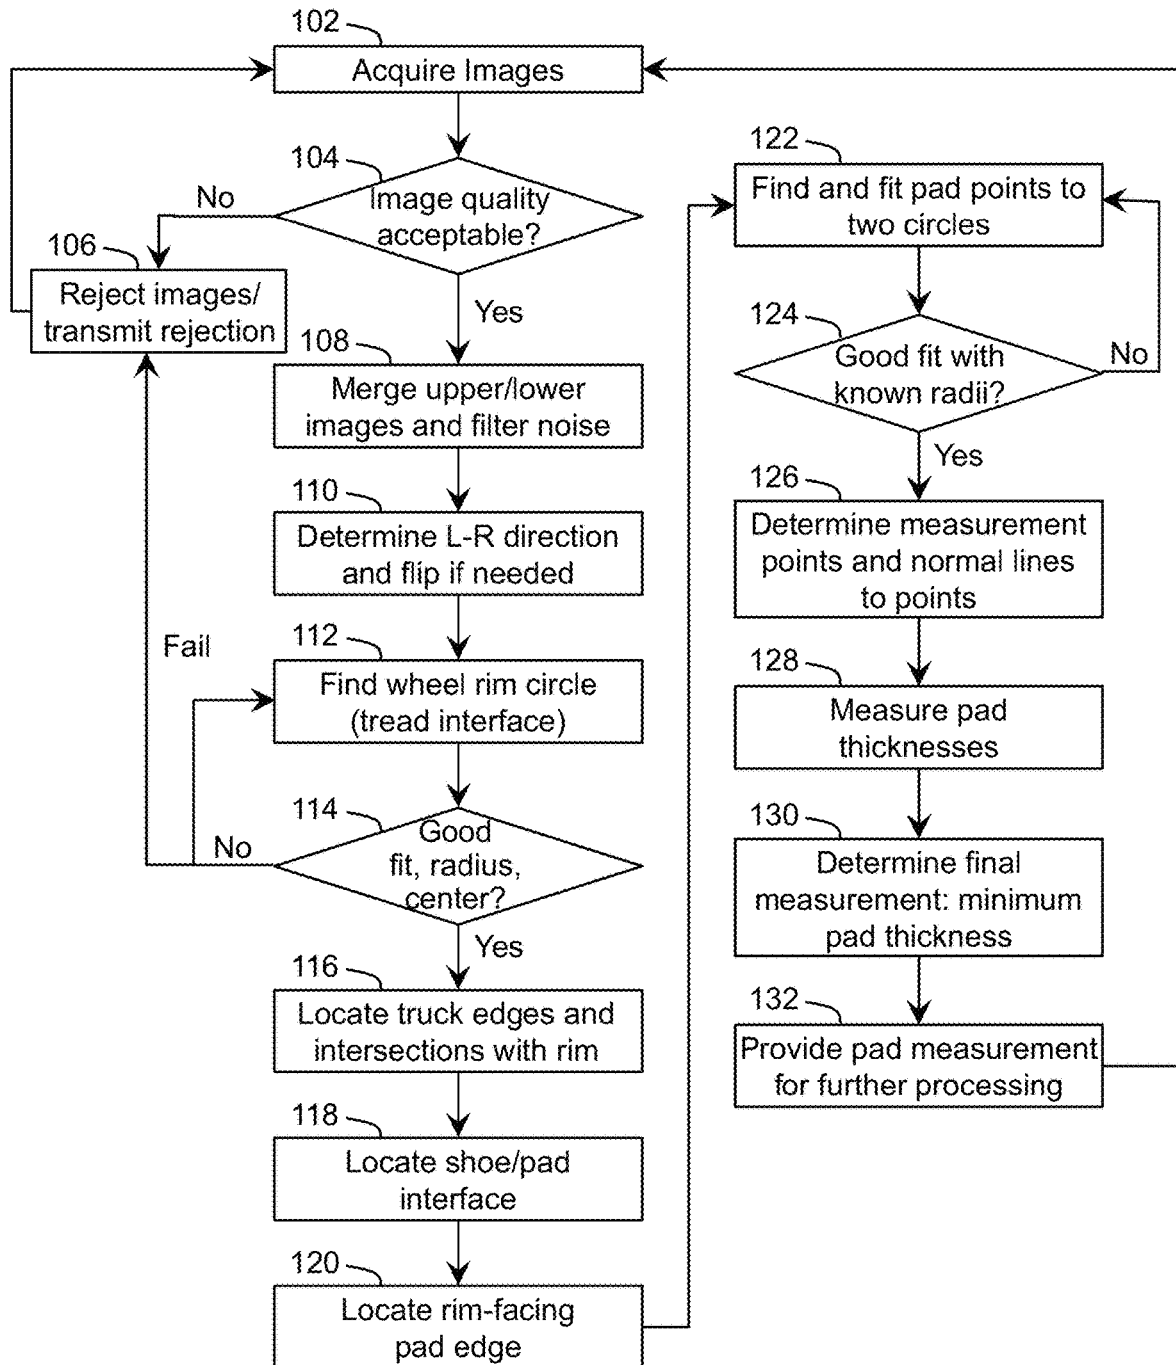 102
Acquire Images
104
Image quality
acceptable?
No
Yes
106
Reject images/
transmit rejection
108
Merge upper/lower
images and filter noise
110
Determine L-R direction
and flip if needed
Fail
112
Find wheel rim circle
(tread interface)
114
Good
fit, radius,
center?
No
Yes
116
Locate truck edges and
intersections with rim
118
Locate shoe/pad
interface
120
Locate rim-facing
pad edge
122
Find and fit pad points to
two circles
124
Good fit with
known radii?
No
Yes
126
Determine measurement
points and normal lines
to points
128
Measure pad
thicknesses
130
Determine final
measurement: minimum
pad thickness
132
Provide pad measurement
for further processing